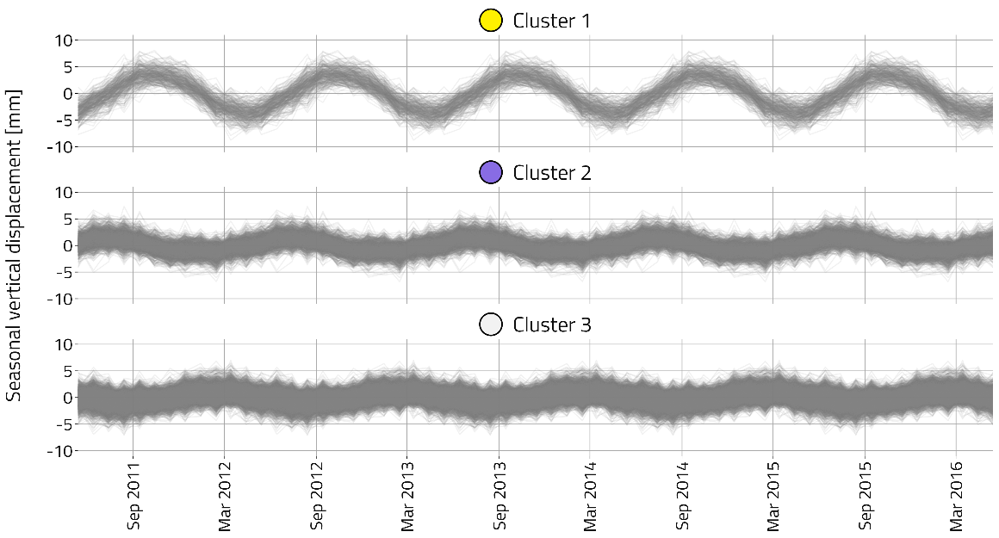 Seasonal vertical displacement [mm]
Cluster 1
10
5
0
-5
-10
Cluster 2
10
5
0
-5
-10
Cluster 3
10
5
0
-5
-10
Sep 2011
Mar 2012
Sep 2012
Mar 2013
Sep 2013
Mar 2014
Sep 2014
Mar 2015
Sep 2015
Mar 2016